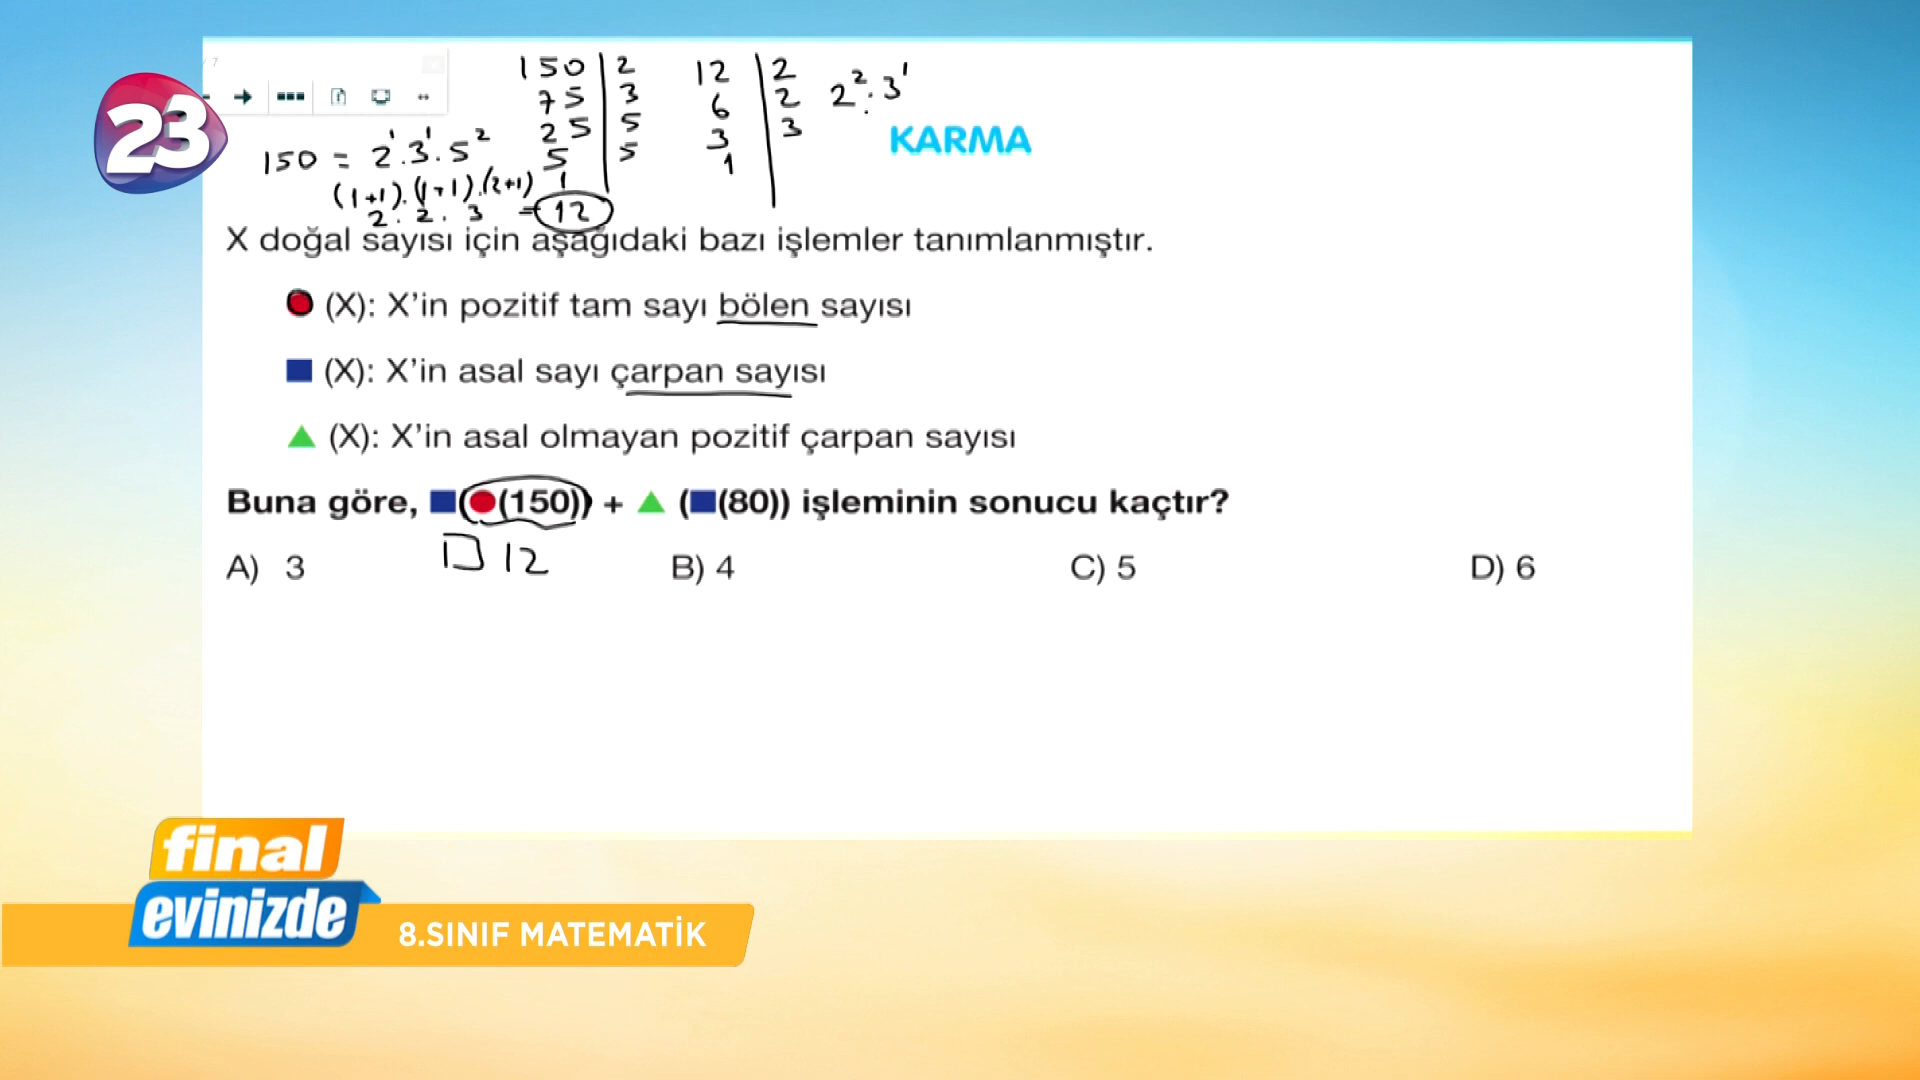 23
150 | 2
75 | 3
25 | 5
5 | 5
1
12 | 2
6 | 2
3 | 3
1
2² · 3¹
KARMA
150 = 2¹.3¹.5²
(1+1).(1+1).(2+1)
2 . 2 . 3 = 12
X doğal sayısı için aşağıdaki bazı işlemler tanımlanmıştır.
(X): X'in pozitif tam sayı bölen sayısı
(X): X'in asal sayı çarpan sayısı
▲ (X): X'in asal olmayan pozitif çarpan sayısı
Buna göre, ■(●(150)) + ▲ (■(80)) işleminin sonucu kaçtır?
□ 12
A) 3 B) 4 C) 5 D) 6
final
evinizde
8.SINIF MATEMATİK